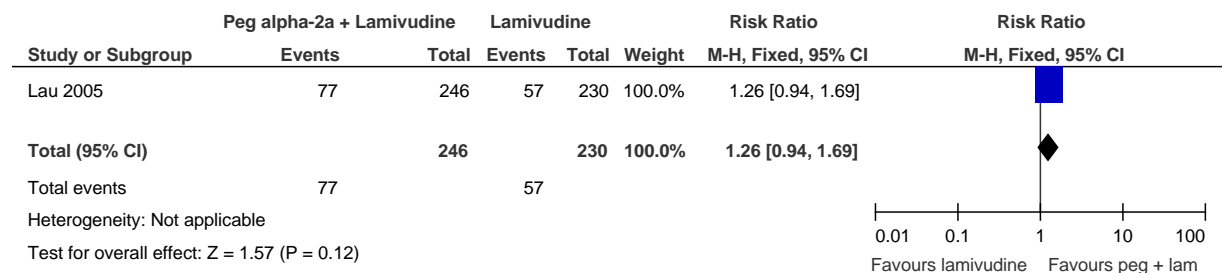 Peg alpha-2a + Lamivudine Lamivudine Risk Ratio Risk Ratio
Study or Subgroup Events Total Events Total Weight M-H, Fixed, 95% CI M-H, Fixed, 95% CI
Lau 2005 77 246 57 230 100.0% 1.26 [0.94, 1.69]
Total (95% CI) 246 230 100.0% 1.26 [0.94, 1.69]
Total events 77 57
Heterogeneity: Not applicable
Test for overall effect: Z = 1.57 (P = 0.12)
0.01 0.1 1 10 100
Favours lamivudine Favours peg + lam